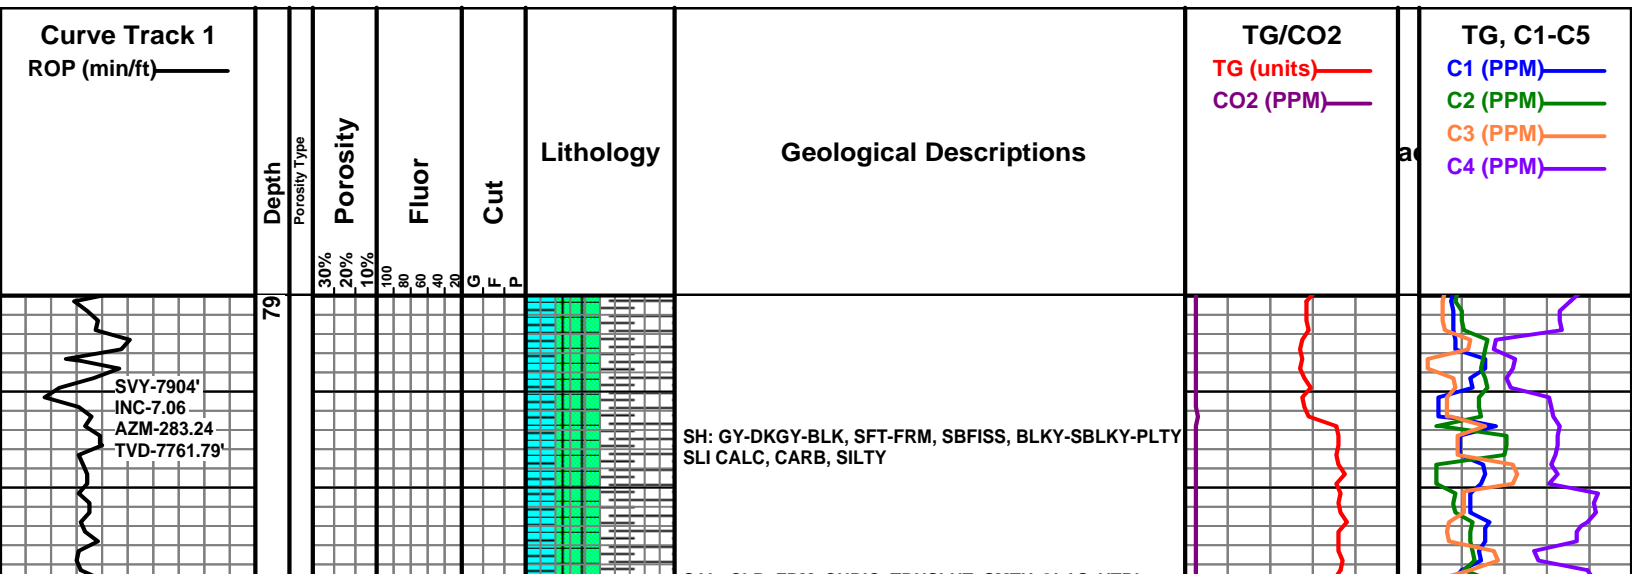 Curve Track 1
ROP (min/ft)
Depth
Porosity Type
Porosity
30%
20%
10%
Fluor
100
80
60
40
20
Cut
G
F
P
Lithology
Geological Descriptions
TG/CO2
TG (units)
CO2 (PPM)
TG, C1-C5
C1 (PPM)
C2 (PPM)
C3 (PPM)
C4 (PPM)
79
SVY-7904'
INC-7.06
AZM-283.24
TVD-7761.79'
SH: GY-DKGY-BLK, SFT-FRM, SBFISS, BLKY-SBLKY-PLTY
SLI CALC, CARB, SILTY